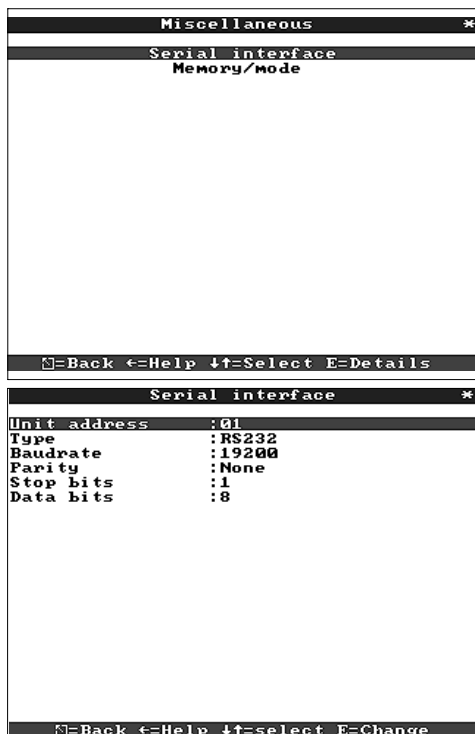 Miscellaneous *
Serial interface
Memory/mode
=Back ←=Help ↓↑=Select E=Details
Serial interface *
Unit address :01
Type :RS232
Baudrate :19200
Parity :None
Stop bits :1
Data bits :8
=Back ←=Help ↓↑=select E=Change